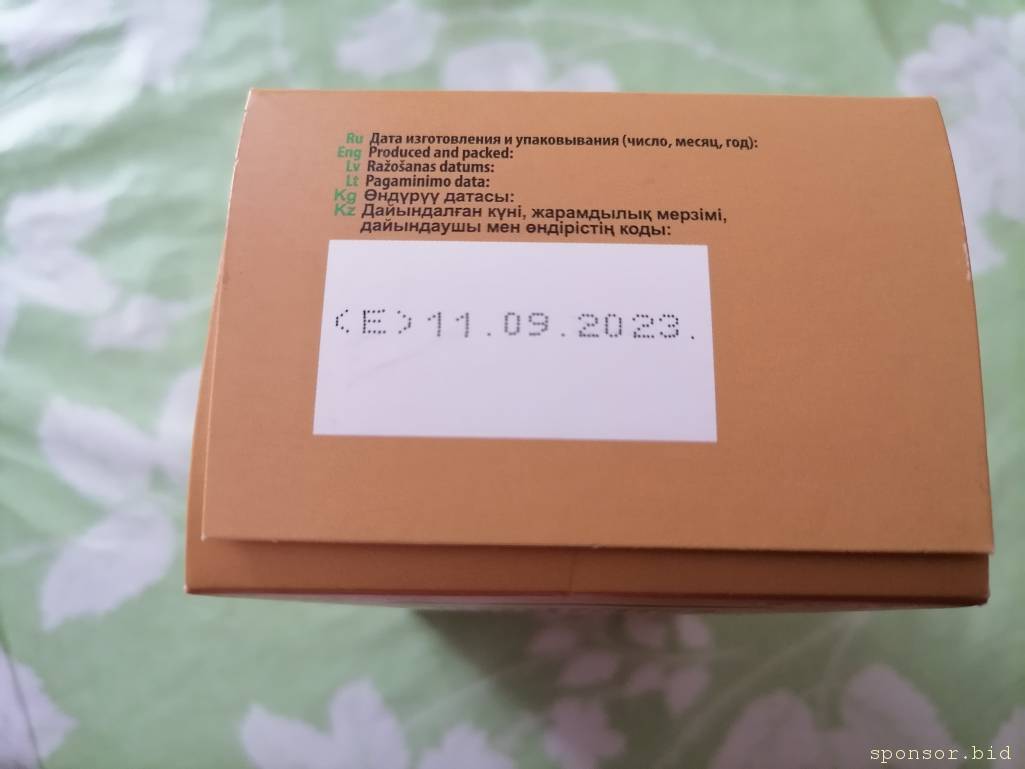 Ru Дата изготовления и упаковывания (число, месяц, год):
Eng Produced and packed:
Lv Ražošanas datums:
Lt Pagaminimo data:
Kg Өндүрүү датасы:
Kz Дайындалған күні, жарамдылық мерзімі,
дайындаушы мен өндірістің коды:
<E>11.09.2023.
sponsor.bid